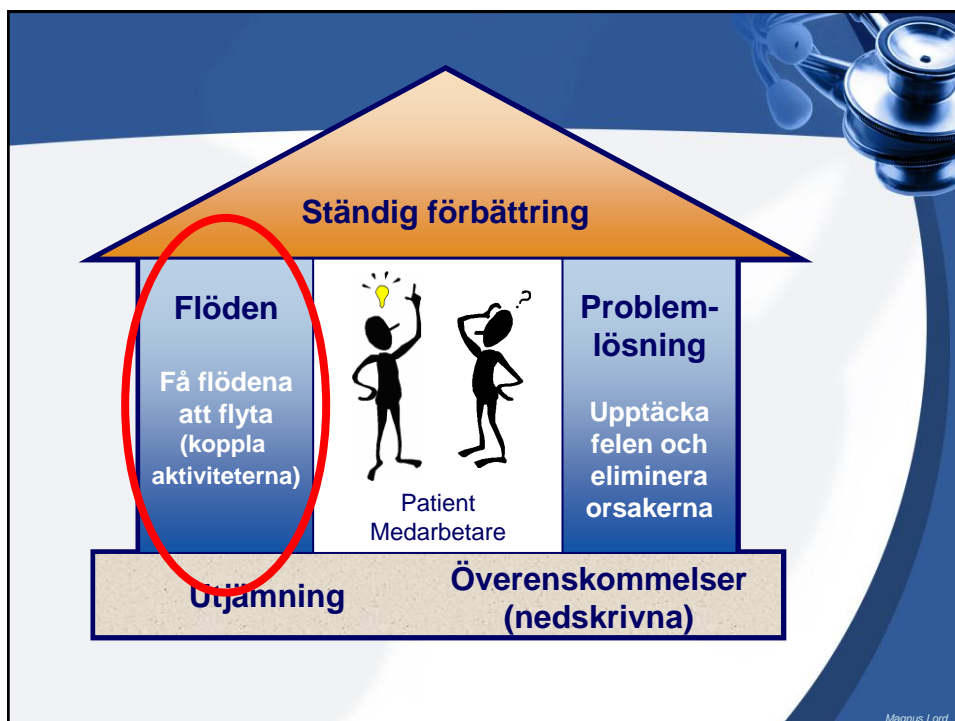 Ständig förbättring
Flöden
Få flödena
att flyta
(koppla
aktiviteterna)
?
Patient
Medarbetare
Problem-
lösning
Upptäcka
felen och
eliminera
orsakerna
Utjämning
Överenskommelser
(nedskrivna)
Magnus Lord